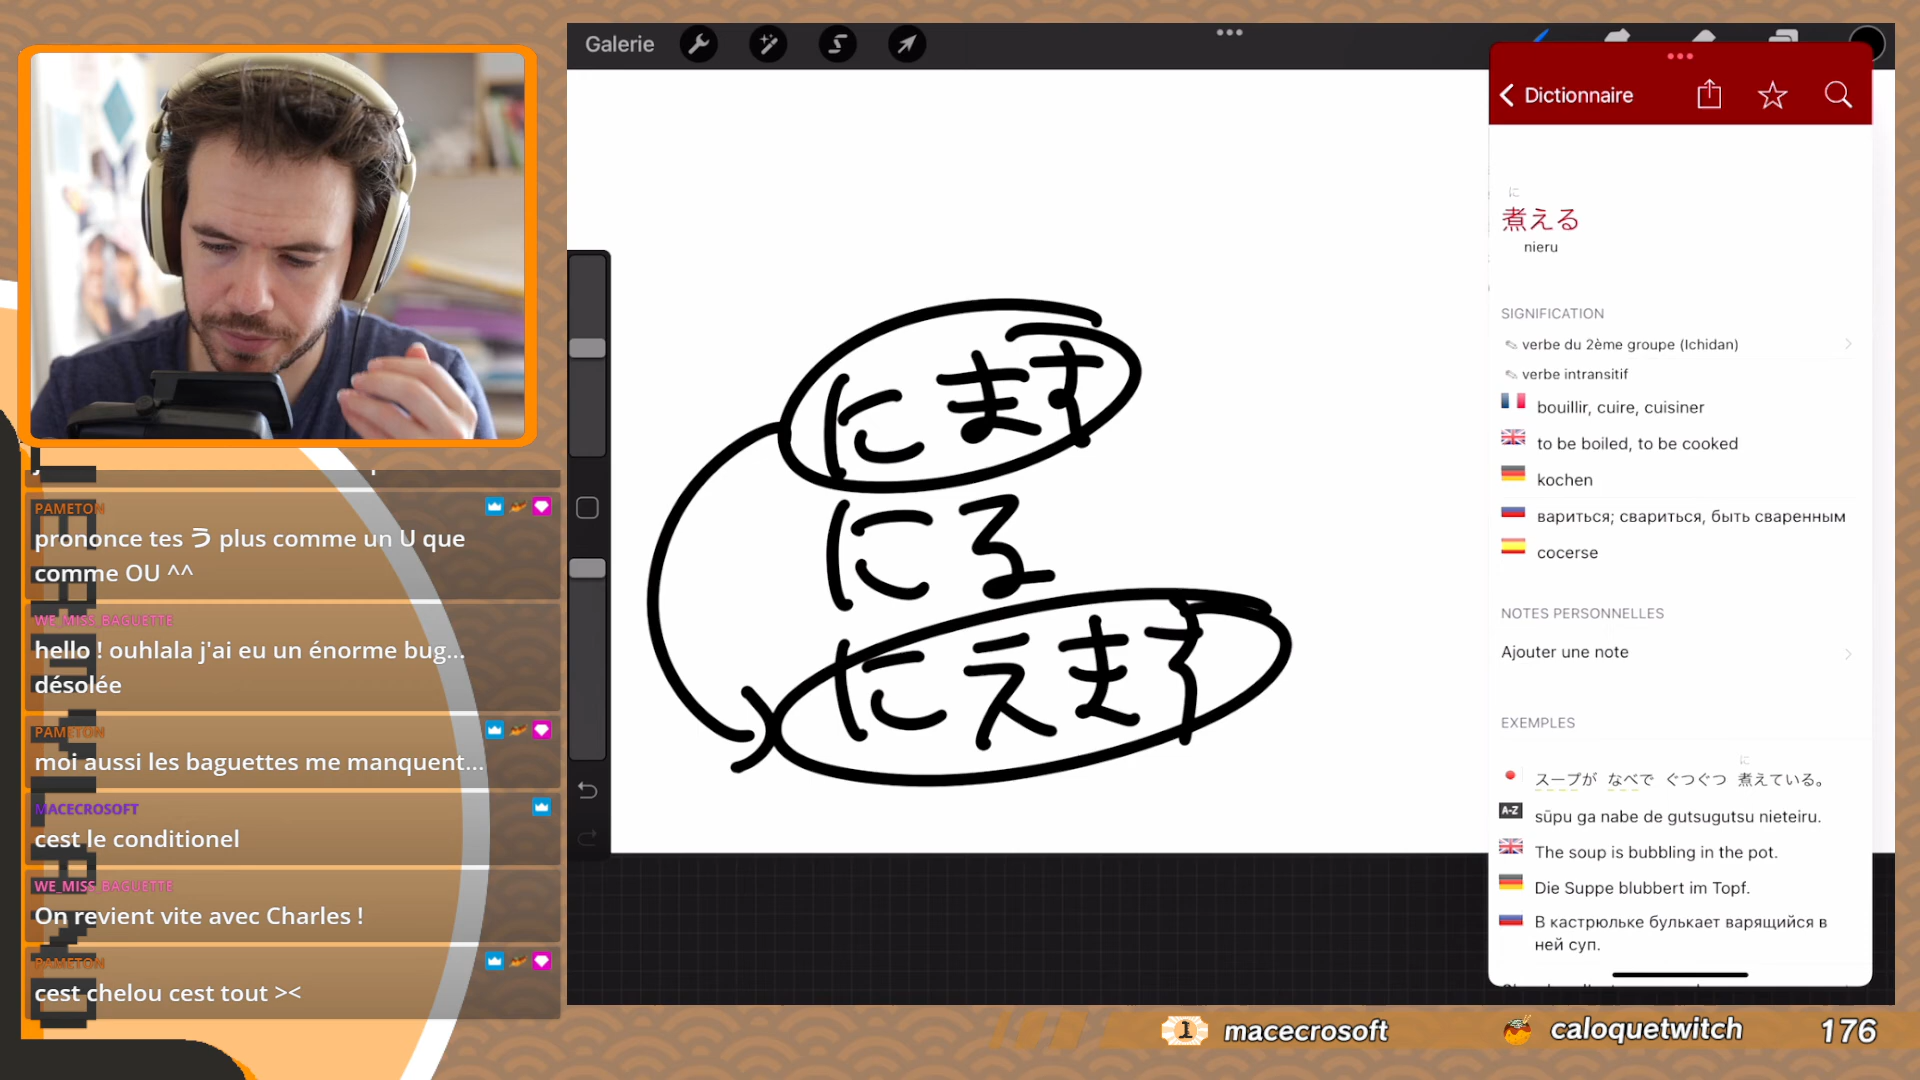 Galerie
Dictionnaire
に
煮える
nieru
SIGNIFICATION
verbe du 2ème groupe (Ichidan)
verbe intransitif
bouillir, cuire, cuisiner
to be boiled, to be cooked
kochen
вариться; свариться, быть сваренным
cocerse
NOTES PERSONNELLES
Ajouter une note
EXEMPLES
に
スープが なべで ぐつぐつ 煮えている。
A-Z
sūpu ga nabe de gutsugutsu nieteiru.
The soup is bubbling in the pot.
Die Suppe blubbert im Topf.
В кастрюльке булькает варящийся в
ней суп.
にます
にる
にえます
PAMETON
prononce tes う plus comme un U que
comme OU ^^
WE_MISS_BAGUETTE
hello ! ouhlala j'ai eu un énorme bug...
désolée
PAMETON
moi aussi les baguettes me manquent...
MACECROSOFT
cest le conditionel
WE_MISS_BAGUETTE
On revient vite avec Charles !
PAMETON
cest chelou cest tout ><
1 macecrosoft
caloquetwitch 176